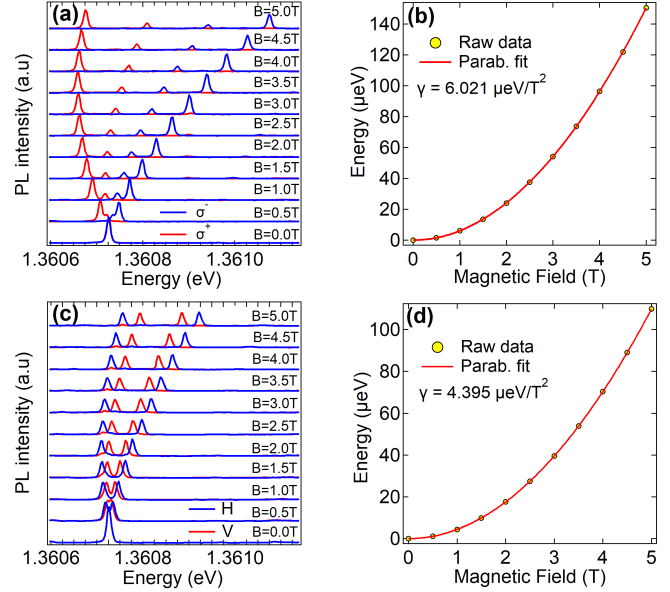 (a)
B=5.0T
B=4.5T
B=4.0T
B=3.5T
B=3.0T
B=2.5T
B=2.0T
B=1.5T
B=1.0T
B=0.5T
B=0.0T
σ-
σ+
PL intensity (a.u)
1.3606 1.3608 1.3610
Energy (eV)
(b)
Raw data
Parab. fit
γ = 6.021 µeV/T²
Energy (µeV)
140
120
100
80
60
40
20
0
0 1 2 3 4 5
Magnetic Field (T)
(c)
B=5.0T
B=4.5T
B=4.0T
B=3.5T
B=3.0T
B=2.5T
B=2.0T
B=1.5T
B=1.0T
B=0.5T
B=0.0T
H
V
PL intensity (a.u)
1.3606 1.3608 1.3610
Energy (eV)
(d)
Raw data
Parab. fit
γ = 4.395 µeV/T²
Energy (µeV)
100
80
60
40
20
0
0 1 2 3 4 5
Magnetic Field (T)